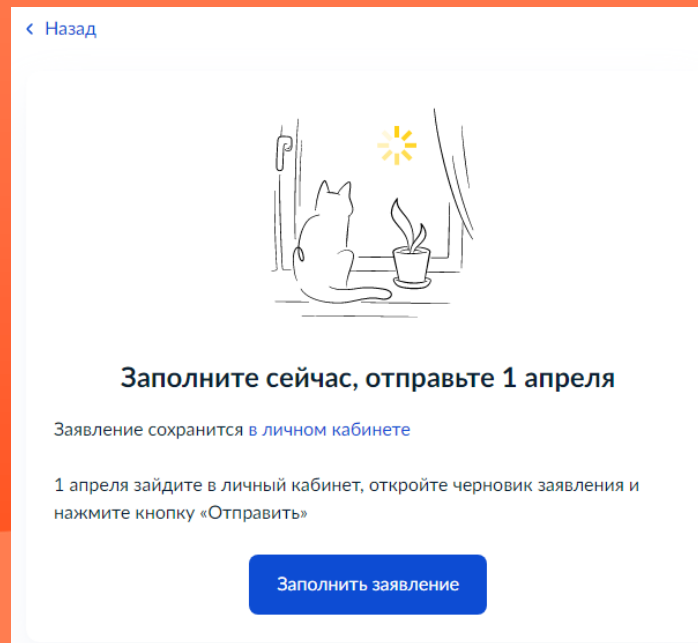 Назад
Заполните сейчас, отправьте 1 апреля
Заявление сохранится в личном кабинете
1 апреля зайдите в личный кабинет, откройте черновик заявления и
нажмите кнопку «Отправить»
Заполнить заявление